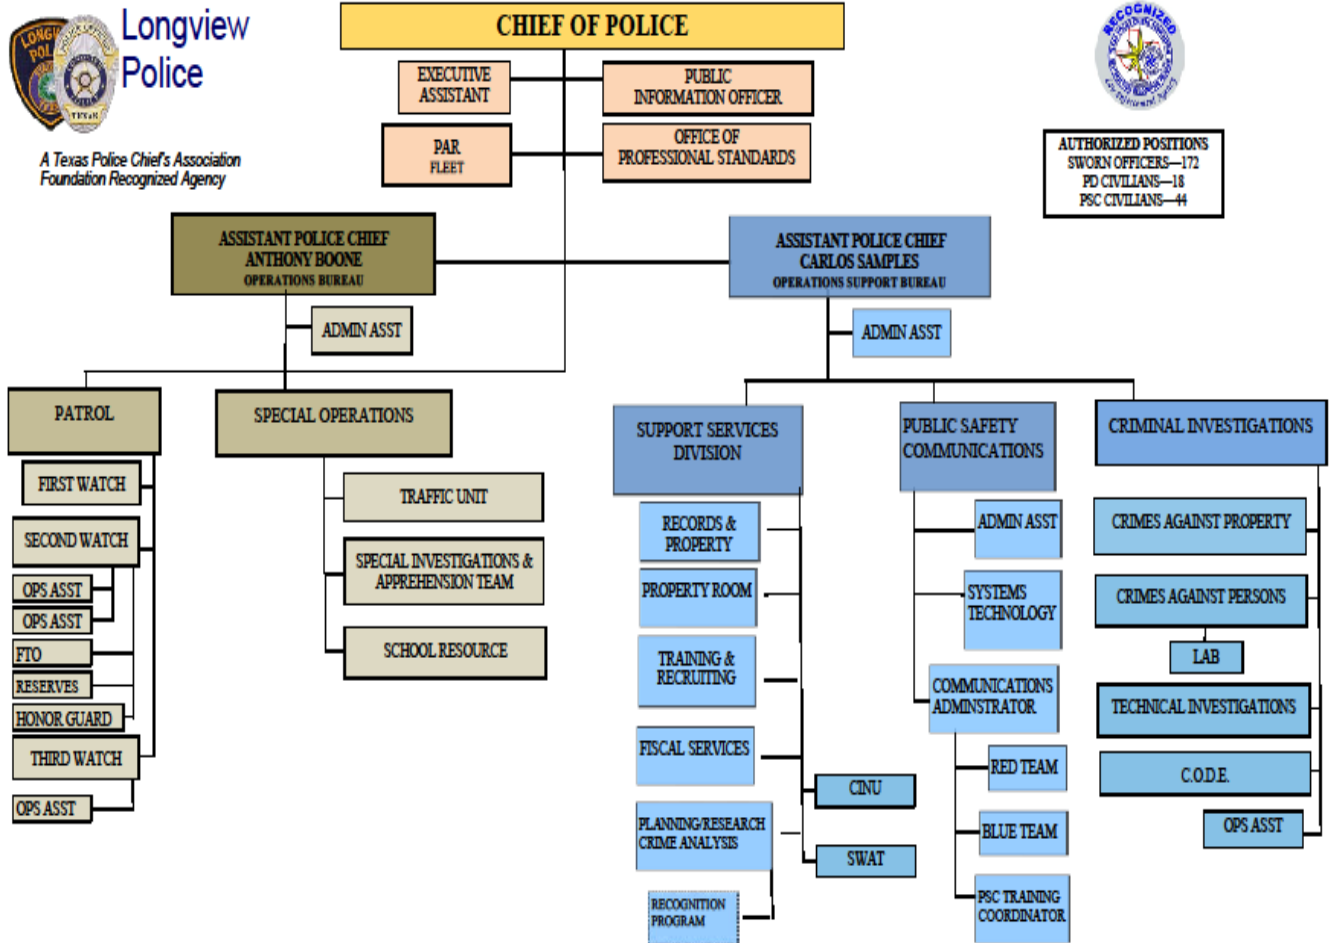 Longview
Police
A Texas Police Chief's Association
Foundation Recognized Agency
CHIEF OF POLICE
EXECUTIVE
ASSISTANT
PUBLIC
INFORMATION OFFICER
PAR
FLEET
OFFICE OF
PROFESSIONAL STANDARDS
RECOGNIZED
Law Enforcement Agency
AUTHORIZED POSITIONS
SWORN OFFICERS—172
PD CIVILIANS—18
PSC CIVILIANS—44
ASSISTANT POLICE CHIEF
ANTHONY BOONE
OPERATIONS BUREAU
ASSISTANT POLICE CHIEF
CARLOS SAMPLES
OPERATIONS SUPPORT BUREAU
ADMIN ASST
ADMIN ASST
PATROL
FIRST WATCH
SECOND WATCH
OPS ASST
OPS ASST
FTO
RESERVES
HONOR GUARD
THIRD WATCH
OPS ASST
SPECIAL OPERATIONS
TRAFFIC UNIT
SPECIAL INVESTIGATIONS &
APPREHENSION TEAM
SCHOOL RESOURCE
SUPPORT SERVICES
DIVISION
RECORDS &
PROPERTY
PROPERTY ROOM
TRAINING &
RECRUITING
FISCAL SERVICES
PLANNING/RESEARCH
CRIME ANALYSIS
RECOGNITION
PROGRAM
CINU
SWAT
PUBLIC SAFETY
COMMUNICATIONS
ADMIN ASST
SYSTEMS
TECHNOLOGY
COMMUNICATIONS
ADMINSTRATOR
RED TEAM
BLUE TEAM
PSC TRAINING
COORDINATOR
CRIMINAL INVESTIGATIONS
CRIMES AGAINST PROPERTY
CRIMES AGAINST PERSONS
LAB
TECHNICAL INVESTIGATIONS
C.O.D.E.
OPS ASST